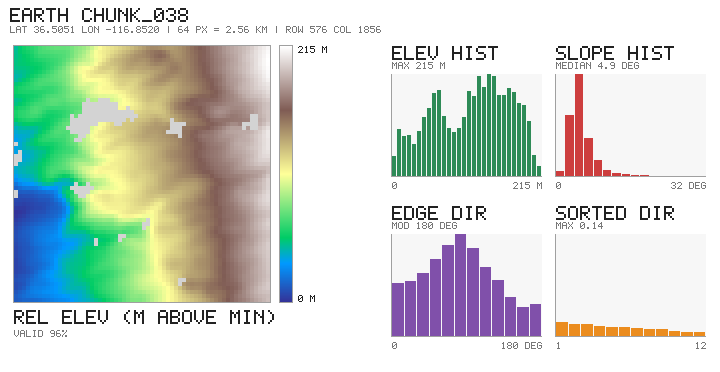 EARTH CHUNK_038
LAT 36.5051 LON -116.8520 | 64 PX = 2.56 KM | ROW 576 COL 1856
215 M
0 M
REL ELEV (M ABOVE MIN)
VALID 96%
ELEV HIST
MAX 215 M
0 215 M
SLOPE HIST
MEDIAN 4.9 DEG
0 32 DEG
EDGE DIR
MOD 180 DEG
0 180 DEG
SORTED DIR
MAX 0.14
1 12